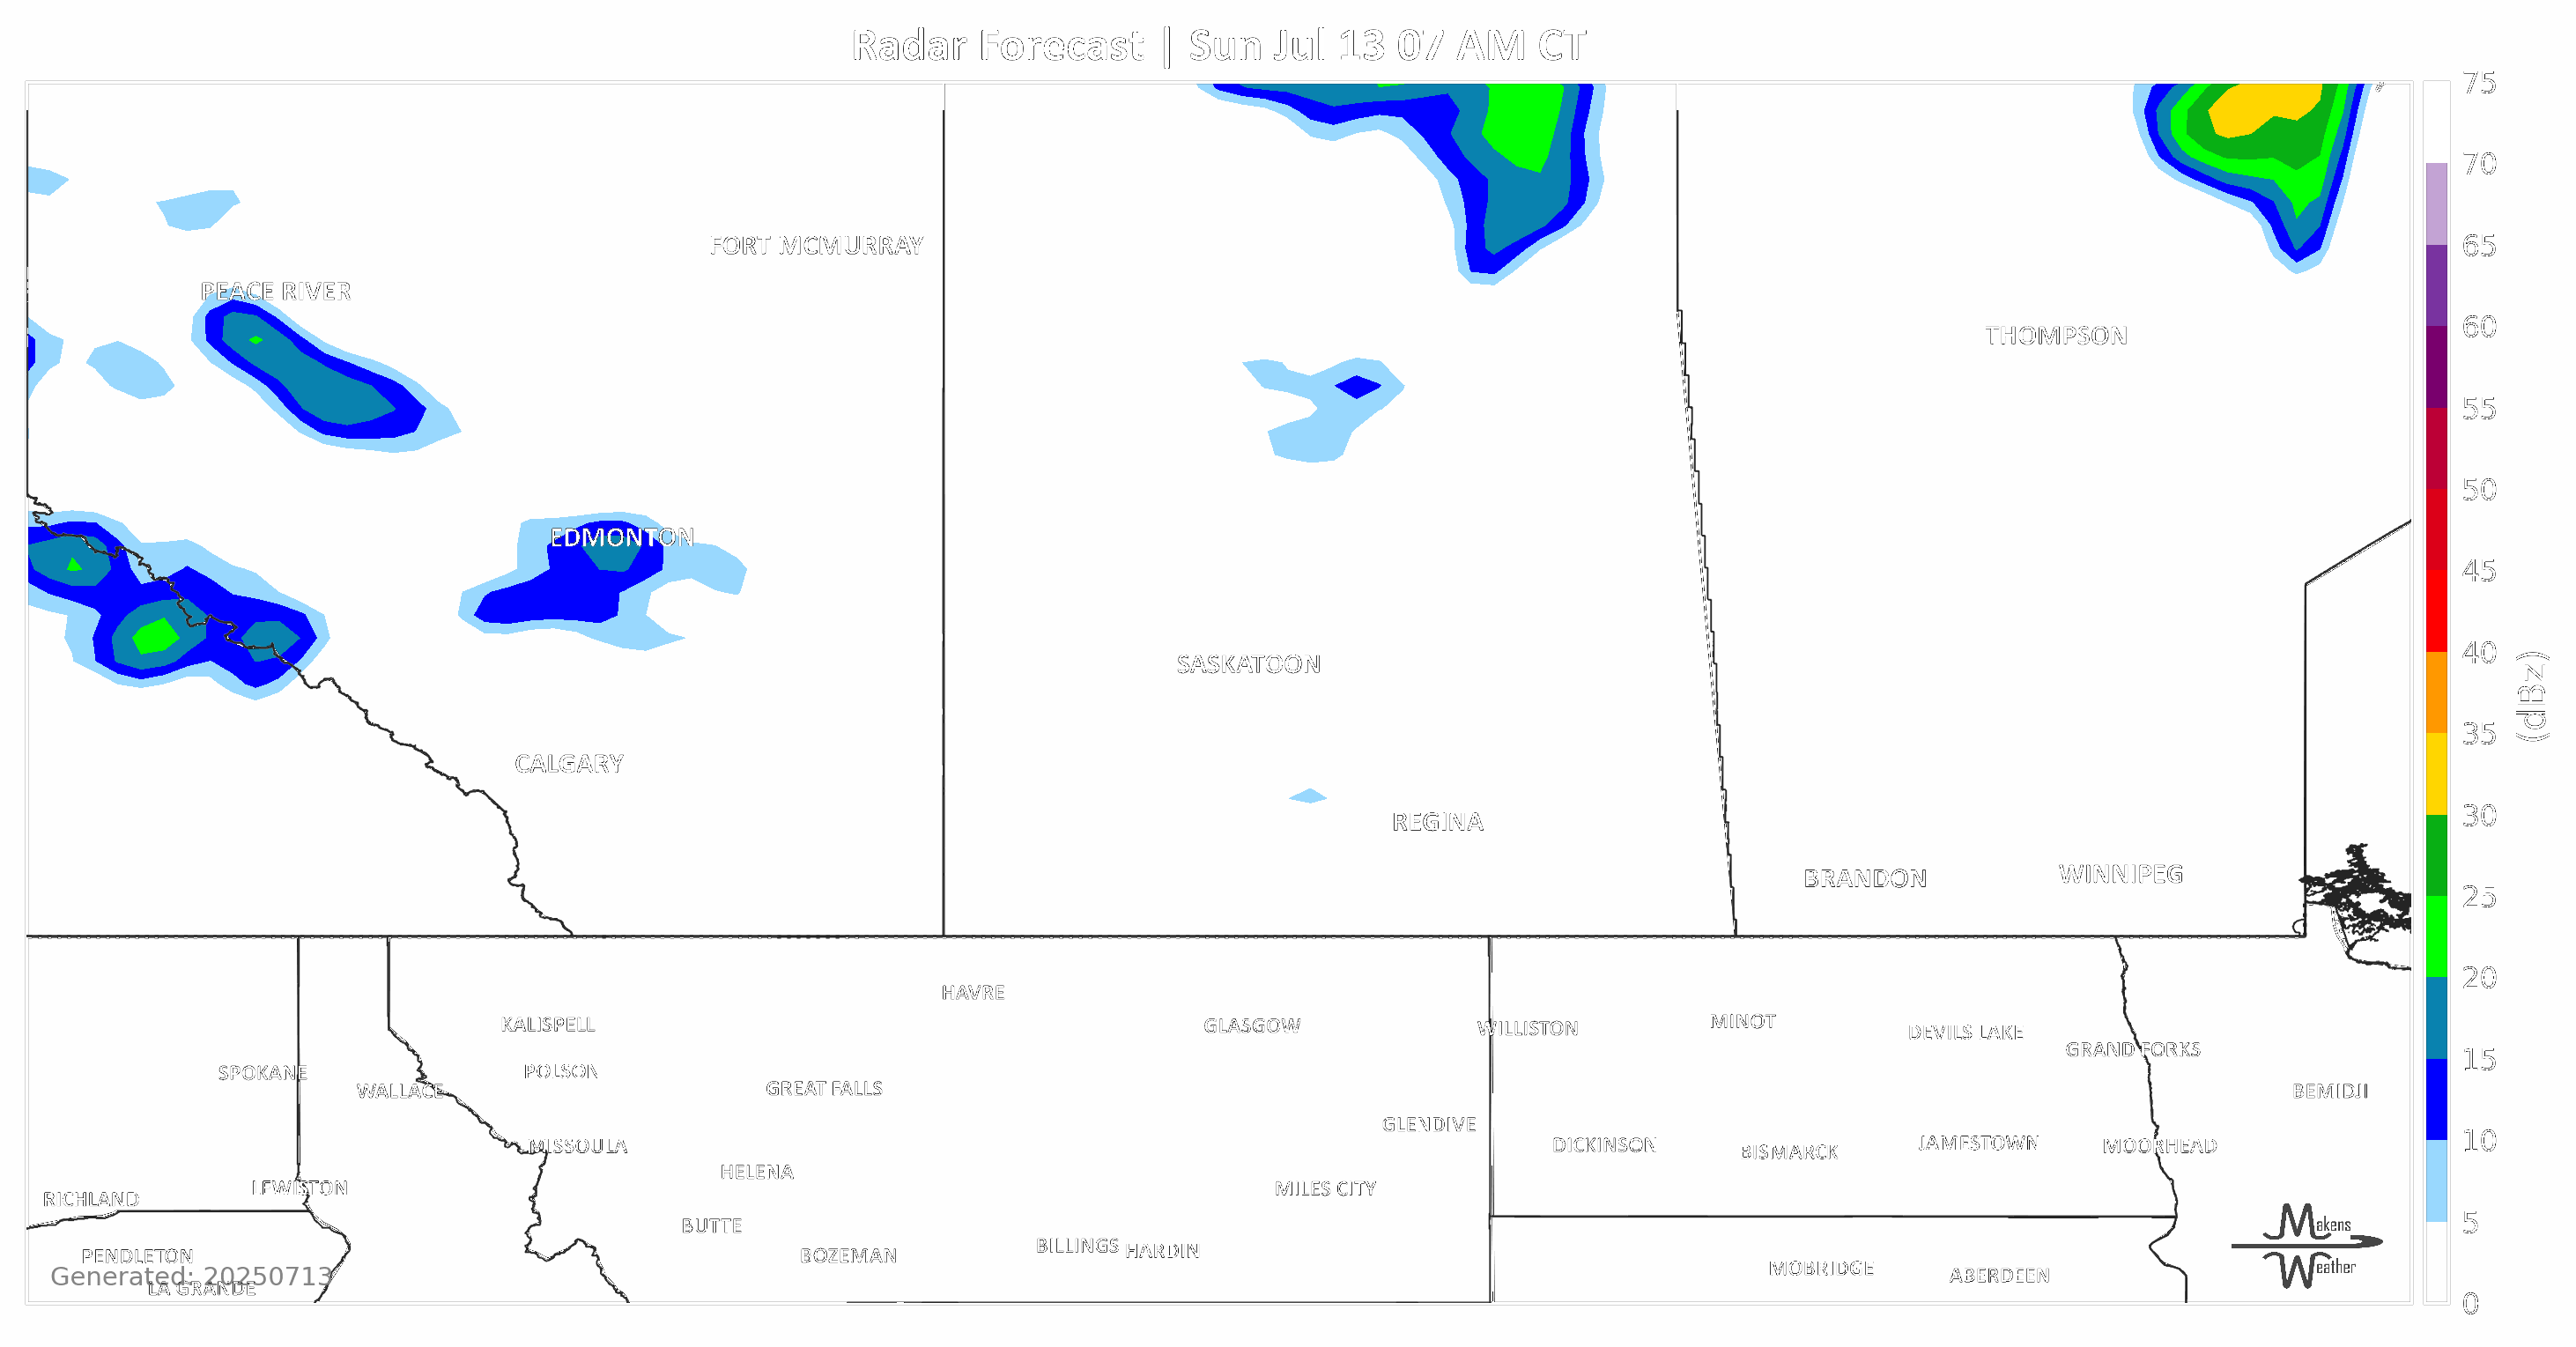 Radar Forecast | Sun Jul 13 07 AM CT
75
70
65
60
55
50
45
40
35
30
25
20
15
10
5
0
(dBz)
FORT MCMURRAY
PEACE RIVER
THOMPSON
EDMONTON
SASKATOON
CALGARY
REGINA
BRANDON
WINNIPEG
HAVRE
KALISPELL
GLASGOW
WILLISTON
MINOT
DEVILS LAKE
GRAND FORKS
SPOKANE
POLSON
WALLACE
GREAT FALLS
BEMIDJI
GLENDIVE
MISSOULA
DICKINSON
BISMARCK
JAMESTOWN
MOORHEAD
HELENA
LEWISTON
RICHLAND
MILES CITY
BUTTE
BILLINGS
HARDIN
BOZEMAN
PENDLETON
MOBRIDGE
ABERDEEN
Generated: 20250713
LA GRANDE
Makens
Weather